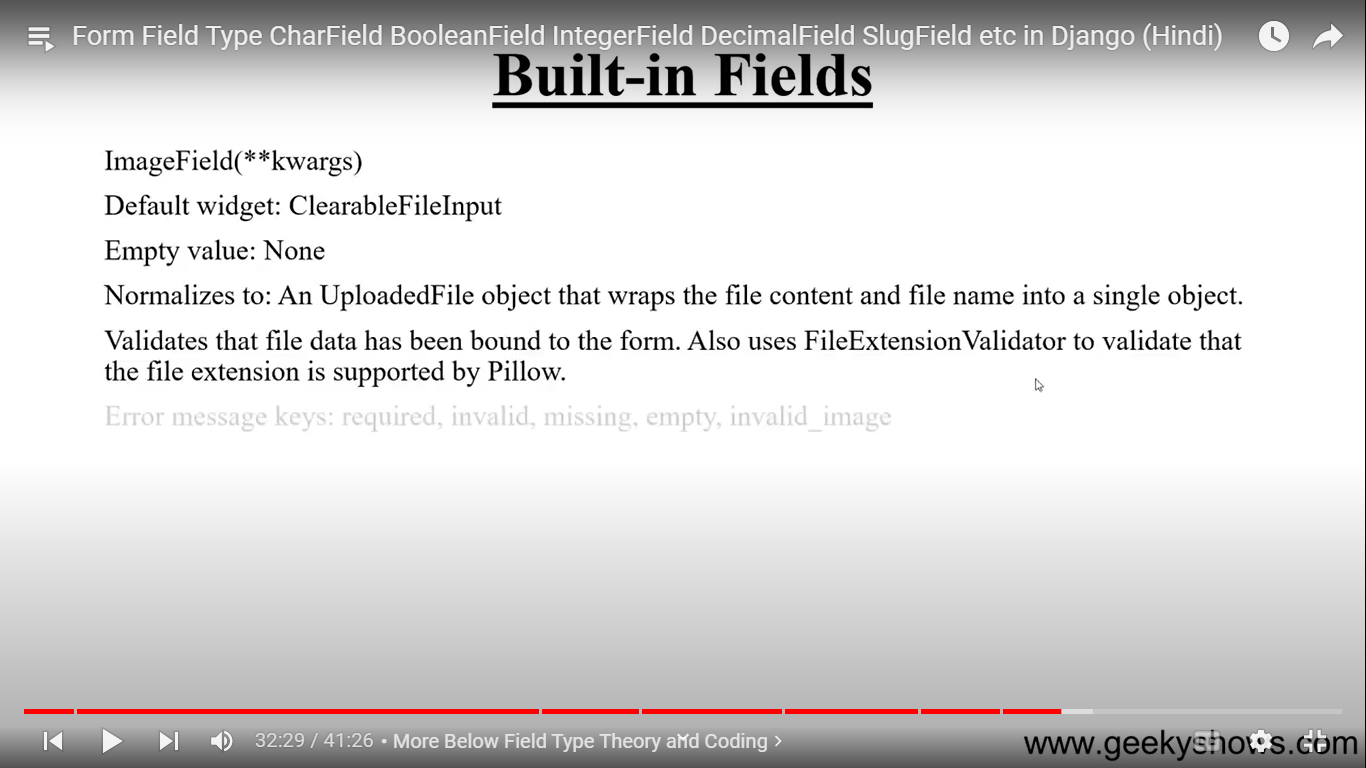 Form Field Type CharField BooleanField IntegerField DecimalField SlugField etc in Django (Hindi)
Built-in Fields
ImageField(**kwargs)
Default widget: ClearableFileInput
Empty value: None
Normalizes to: An UploadedFile object that wraps the file content and file name into a single object.
Validates that file data has been bound to the form. Also uses FileExtensionValidator to validate that
the file extension is supported by Pillow.
Error message keys: required, invalid, missing, empty, invalid_image
32:29 / 41:26 • More Below Field Type Theory and Coding >
www.geekyshows.com